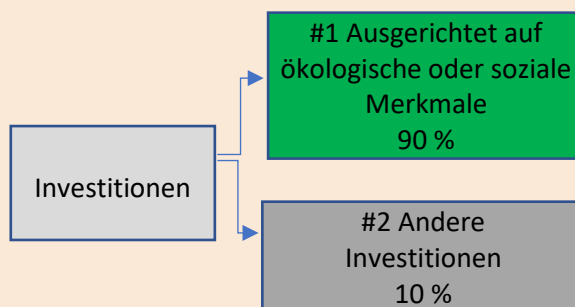 #1 Ausgerichtet auf
ökologische oder soziale
Merkmale
90 %
Investitionen
#2 Andere
Investitionen
10 %